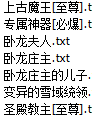 上古魔王[至尊].t
专属神器[必爆].t
卧龙夫人.txt
卧龙庄主.txt
卧龙庄主的儿子.
变异的雪域统领.
圣殿教主[至尊].t